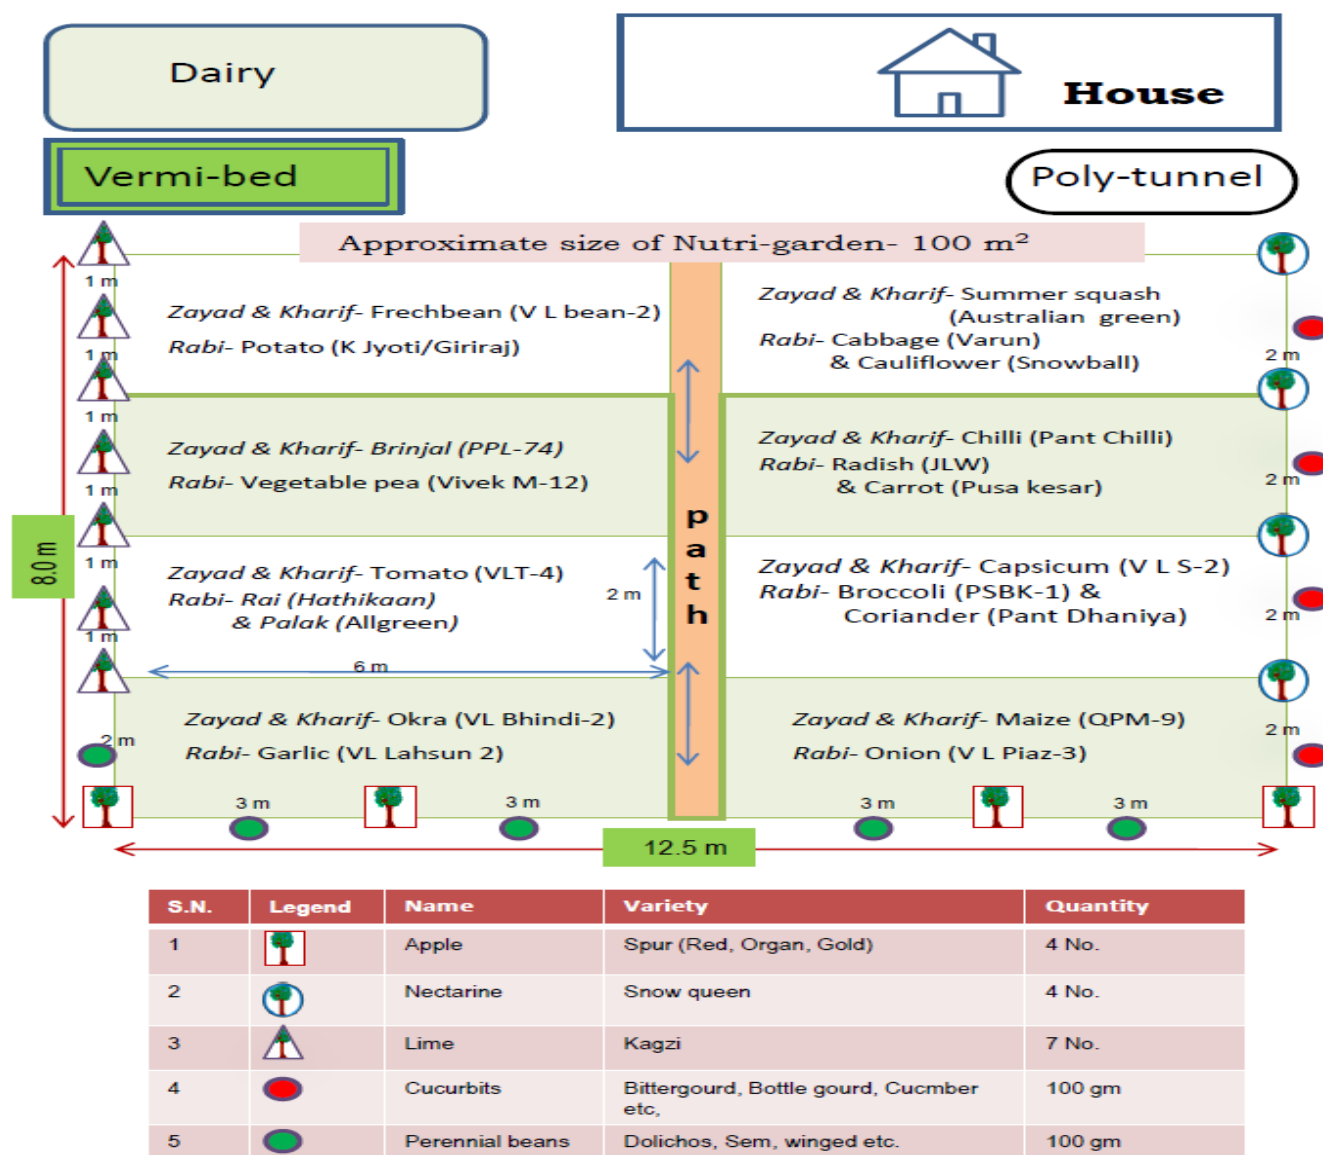 Dairy
House
Vermi-bed
Poly-tunnel
Approximate size of Nutri-garden- 100 m²
1 m
1 m
1 m
1 m
1 m
1 m
2 m
8.0 m
Zayad & Kharif- Frechbean (V L bean-2)
Rabi- Potato (K Jyoti/Giriraj)
Zayad & Kharif- Summer squash
(Australian green)
Rabi- Cabbage (Varun)
& Cauliflower (Snowball)
2 m
Zayad & Kharif- Brinjal (PPL-74)
Rabi- Vegetable pea (Vivek M-12)
Zayad & Kharif- Chilli (Pant Chilli)
Rabi- Radish (JLW)
& Carrot (Pusa kesar)
2 m
path
Zayad & Kharif- Tomato (VLT-4)
Rabi- Rai (Hathikaan)
& Palak (Allgreen)
2 m
6 m
Zayad & Kharif- Capsicum (V L S-2)
Rabi- Broccoli (PSBK-1) &
Coriander (Pant Dhaniya)
2 m
Zayad & Kharif- Okra (VL Bhindi-2)
Rabi- Garlic (VL Lahsun 2)
Zayad & Kharif- Maize (QPM-9)
Rabi- Onion (V L Piaz-3)
2 m
3 m
3 m
3 m
3 m
12.5 m
S.N. Legend Name Variety Quantity
1 Apple Spur (Red, Organ, Gold) 4 No.
2 Nectarine Snow queen 4 No.
3 Lime Kagzi 7 No.
4 Cucurbits Bittergourd, Bottle gourd, Cucmber 100 gm
etc,
5 Perennial beans Dolichos, Sem, winged etc. 100 gm